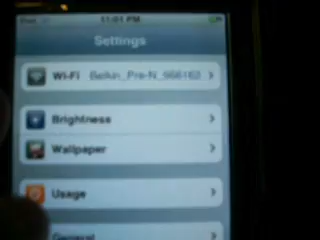 11:01 PM
Settings
Wi-Fi
Brightness
Wallpaper
Usage
General